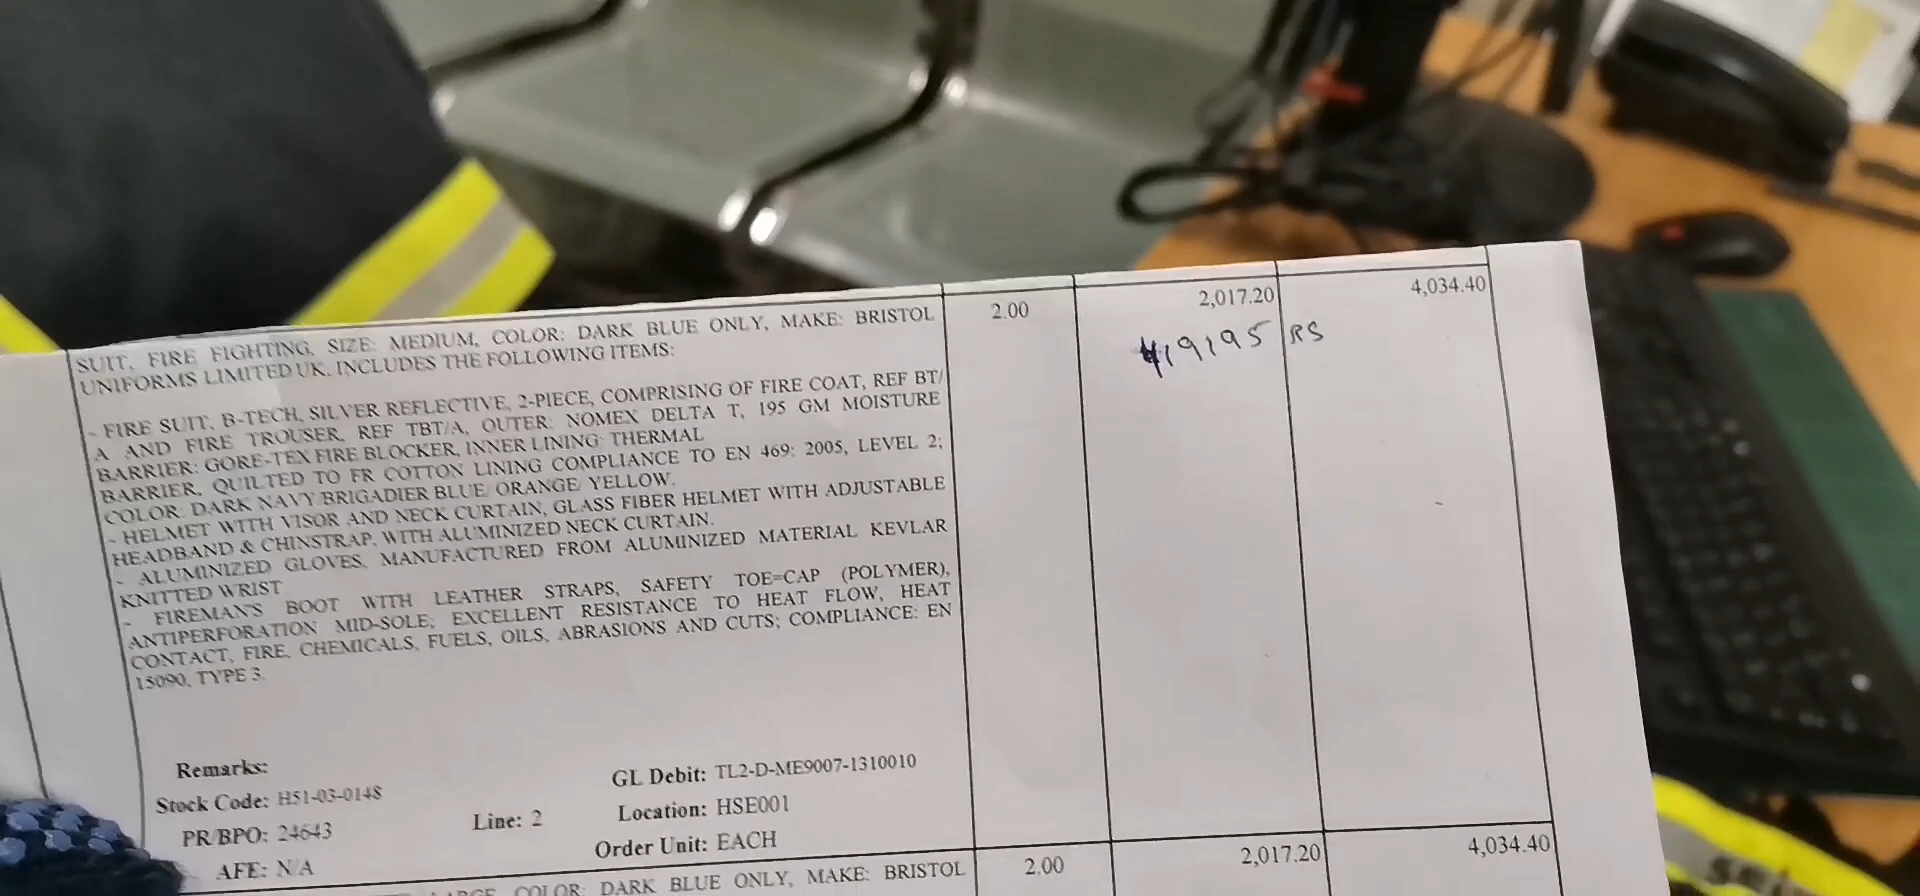 SUIT, FIRE FIGHTING, SIZE: MEDIUM, COLOR: DARK BLUE ONLY, MAKE: BRISTOL
UNIFORMS LIMITED UK. INCLUDES THE FOLLOWING ITEMS:
2.00
2,017.20
4,034.40
19195 RS
- FIRE SUIT, B-TECH, SILVER REFLECTIVE, 2-PIECE, COMPRISING OF FIRE COAT, REF BT/
A AND FIRE TROUSER, REF TBT/A, OUTER: NOMEX DELTA T, 195 GM MOISTURE
BARRIER: GORE-TEX FIRE BLOCKER, INNER LINING: THERMAL
BARRIER, QUILTED TO FR COTTON LINING COMPLIANCE TO EN 469: 2005, LEVEL 2;
COLOR: DARK NAVY/BRIGADIER BLUE/ ORANGE/ YELLOW.
- HELMET WITH VISOR AND NECK CURTAIN, GLASS FIBER HELMET WITH ADJUSTABLE
HEADBAND & CHINSTRAP, WITH ALUMINIZED NECK CURTAIN.
- ALUMINIZED GLOVES, MANUFACTURED FROM ALUMINIZED MATERIAL KEVLAR
KNITTED WRIST
- FIREMAN'S BOOT WITH LEATHER STRAPS, SAFETY TOE=CAP (POLYMER),
ANTIPERFORATION MID-SOLE; EXCELLENT RESISTANCE TO HEAT FLOW, HEAT
CONTACT, FIRE, CHEMICALS, FUELS, OILS, ABRASIONS AND CUTS; COMPLIANCE: EN
15090, TYPE 3.
Remarks:
Stock Code: H51-03-0148
GL Debit: TL2-D-ME9007-1310010
PR/BPO: 24643
Line: 2
Location: HSE001
AFE: N/A
Order Unit: EACH
COLOR: DARK BLUE ONLY, MAKE: BRISTOL
2.00
2,017.20
4,034.40